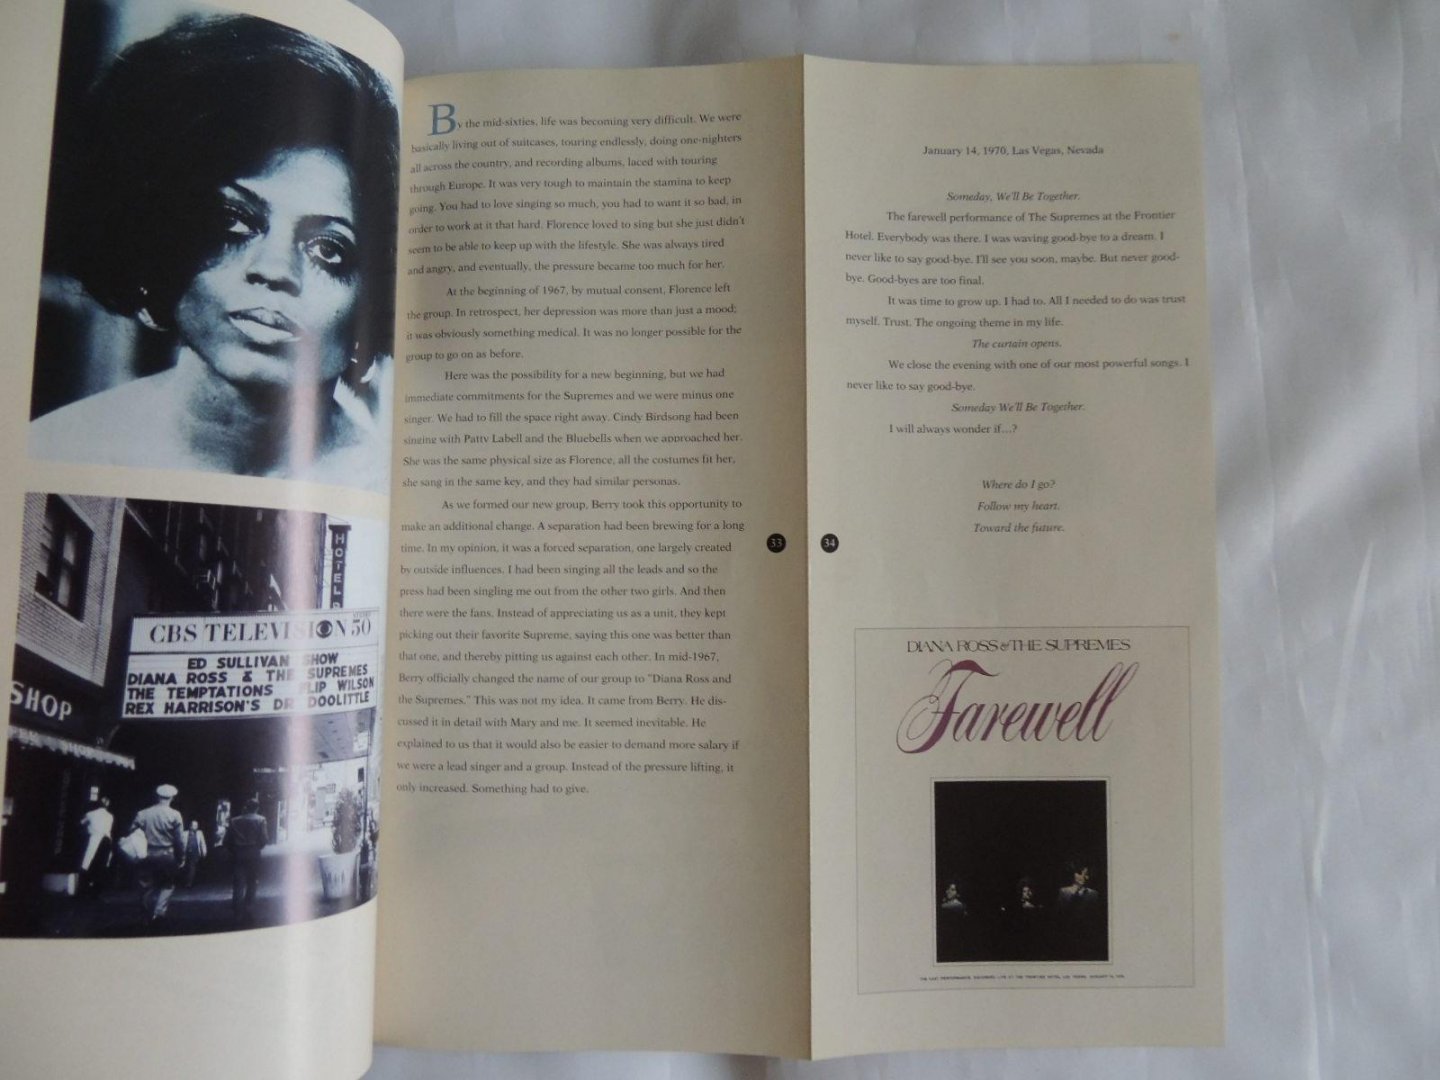 HOTEL
CBS TELEVISION 50
ED SULLIVAN SHOW
DIANA ROSS & THE SUPREMES
THE TEMPTATIONS FLIP WILSON
REX HARRISON'S DR DOOLITTLE
SHOP
By the mid-sixties, life was becoming very difficult. We were
basically living out of suitcases, touring endlessly, doing one-nighters
all across the country, and recording albums, laced with touring
through Europe. It was very tough to maintain the stamina to keep
going. You had to love singing so much, you had to want it so bad, in
order to work at it that hard. Florence loved to sing but she just didn't
seem to be able to keep up with the lifestyle. She was always tired
and angry, and eventually, the pressure became too much for her.
At the beginning of 1967, by mutual consent, Florence left
the group. In retrospect, her depression was more than just a mood;
it was obviously something medical. It was no longer possible for the
group to go on as before.
Here was the possibility for a new beginning, but we had
immediate commitments for the Supremes and we were minus one
singer. We had to fill the space right away. Cindy Birdsong had been
singing with Patty Labell and the Bluebells when we approached her.
She was the same physical size as Florence, all the costumes fit her,
she sang in the same key, and they had similar personas.
As we formed our new group, Berry took this opportunity to
make an additional change. A separation had been brewing for a long
time. In my opinion, it was a forced separation, one largely created
by outside influences. I had been singing all the leads and so the
press had been singling me out from the other two girls. And then
there were the fans. Instead of appreciating us as a unit, they kept
picking out their favorite Supreme, saying this one was better than
that one, and thereby pitting us against each other. In mid-1967,
Berry officially changed the name of our group to "Diana Ross and
the Supremes." This was not my idea. It came from Berry. He dis-
cussed it in detail with Mary and me. It seemed inevitable. He
explained to us that it would also be easier to demand more salary if
we were a lead singer and a group. Instead of the pressure lifting, it
only increased. Something had to give.
33
34
January 14, 1970, Las Vegas, Nevada
Someday, We'll Be Together.
The farewell performance of The Supremes at the Frontier
Hotel. Everybody was there. I was waving good-bye to a dream. I
never like to say good-bye. I'll see you soon, maybe. But never good-
bye. Good-byes are too final.
It was time to grow up. I had to. All I needed to do was trust
myself. Trust. The ongoing theme in my life.
The curtain opens.
We close the evening with one of our most powerful songs. I
never like to say good-bye.
Someday We'll Be Together.
I will always wonder if...?
Where do I go?
Follow my heart.
Toward the future.
DIANA ROSS & THE SUPREMES
Farewell
THE LAST PERFORMANCE, RECORDED LIVE AT THE FRONTIER HOTEL, LAS VEGAS, JANUARY 14, 1970